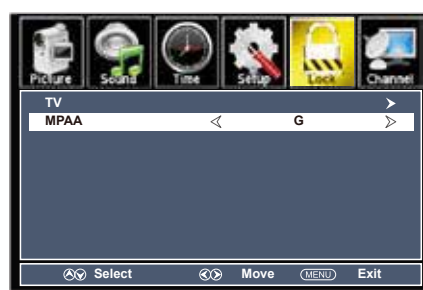 Picture Sound Time Setup Lock Channel
TV
MPAA G
Select Move MENU Exit